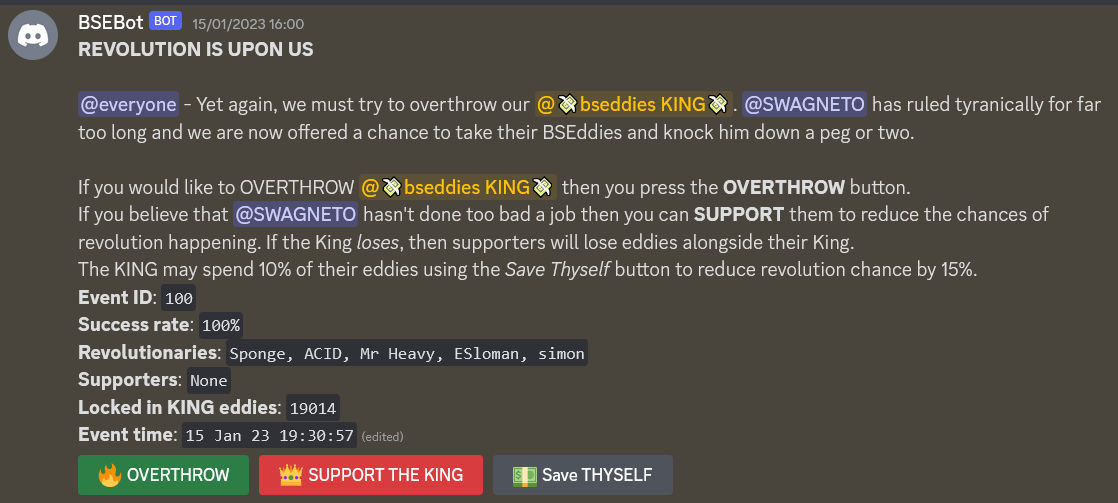 BSEBot BOT 15/01/2023 16:00
REVOLUTION IS UPON US
@everyone - Yet again, we must try to overthrow our @💸bseddies KING💸. @SWAGNETO has ruled tyranically for far
too long and we are now offered a chance to take their BSEddies and knock him down a peg or two.
If you would like to OVERTHROW @💸bseddies KING💸 then you press the OVERTHROW button.
If you believe that @SWAGNETO hasn't done too bad a job then you can SUPPORT them to reduce the chances of
revolution happening. If the King loses, then supporters will lose eddies alongside their King.
The KING may spend 10% of their eddies using the Save Thyself button to reduce revolution chance by 15%.
Event ID: 100
Success rate: 100%
Revolutionaries: Sponge, ACID, Mr Heavy, ESloman, simon
Supporters: None
Locked in KING eddies: 19014
Event time: 15 Jan 23 19:30:57 (edited)
🔥 OVERTHROW 👑 SUPPORT THE KING 💵 Save THYSELF